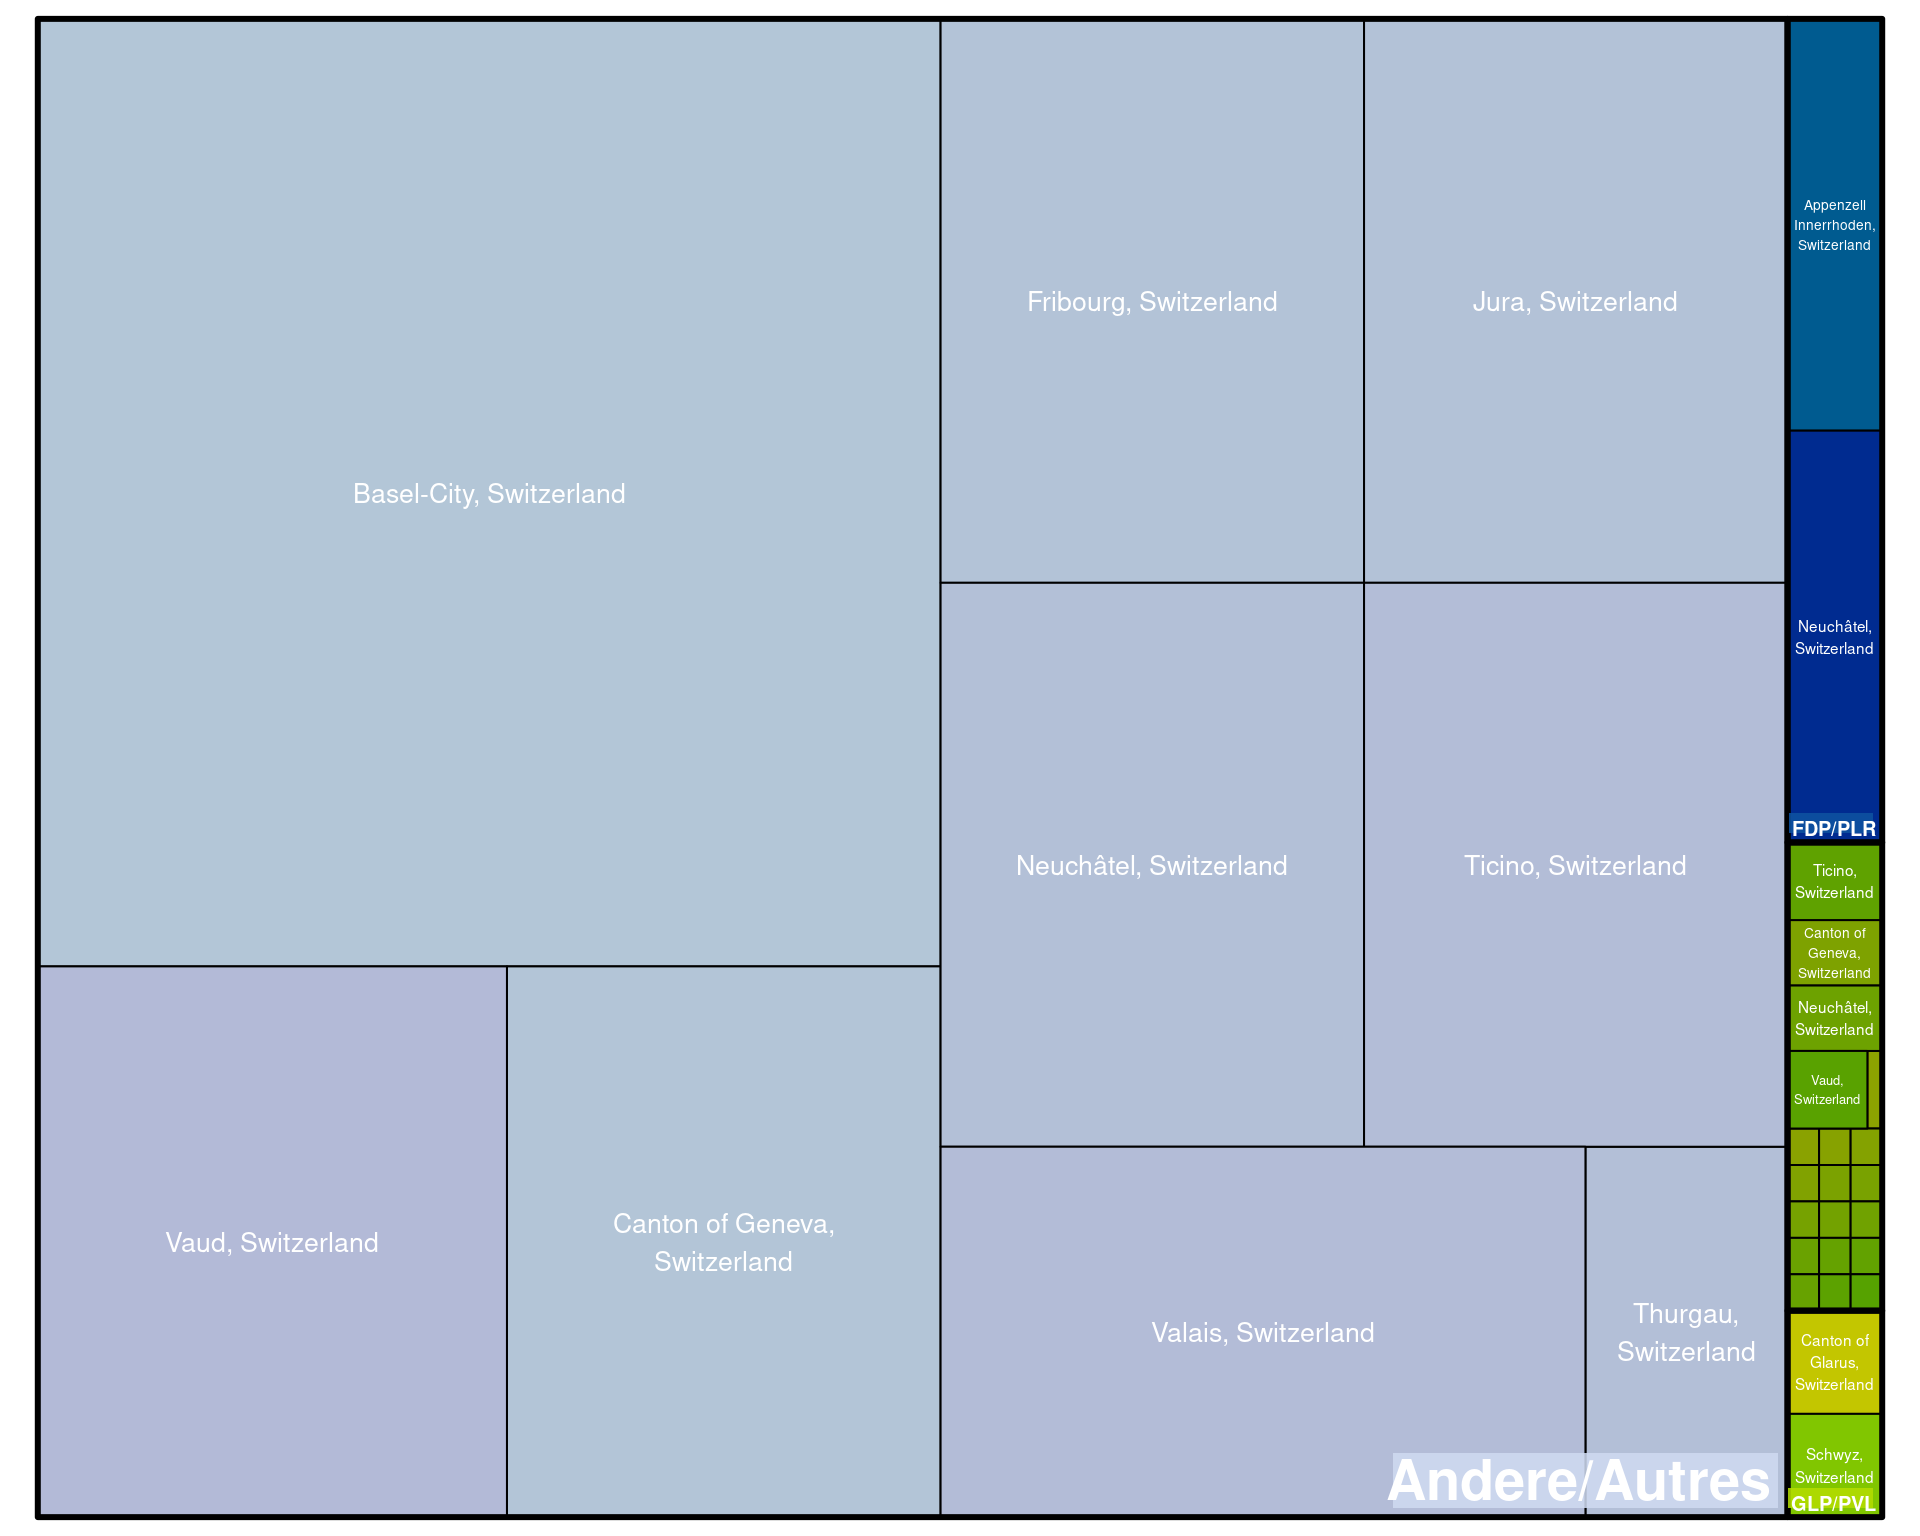 Basel-City, Switzerland
Fribourg, Switzerland
Jura, Switzerland
Neuchâtel, Switzerland
Ticino, Switzerland
Vaud, Switzerland
Canton of Geneva,
Switzerland
Valais, Switzerland
Thurgau,
Switzerland
Andere/Autres
Appenzell
Innerrhoden,
Switzerland
Neuchâtel,
Switzerland
FDP/PLR
Ticino,
Switzerland
Canton of
Geneva,
Switzerland
Neuchâtel,
Switzerland
Vaud,
Switzerland
Canton of
Glarus,
Switzerland
Schwyz,
Switzerland
GLP/PVL